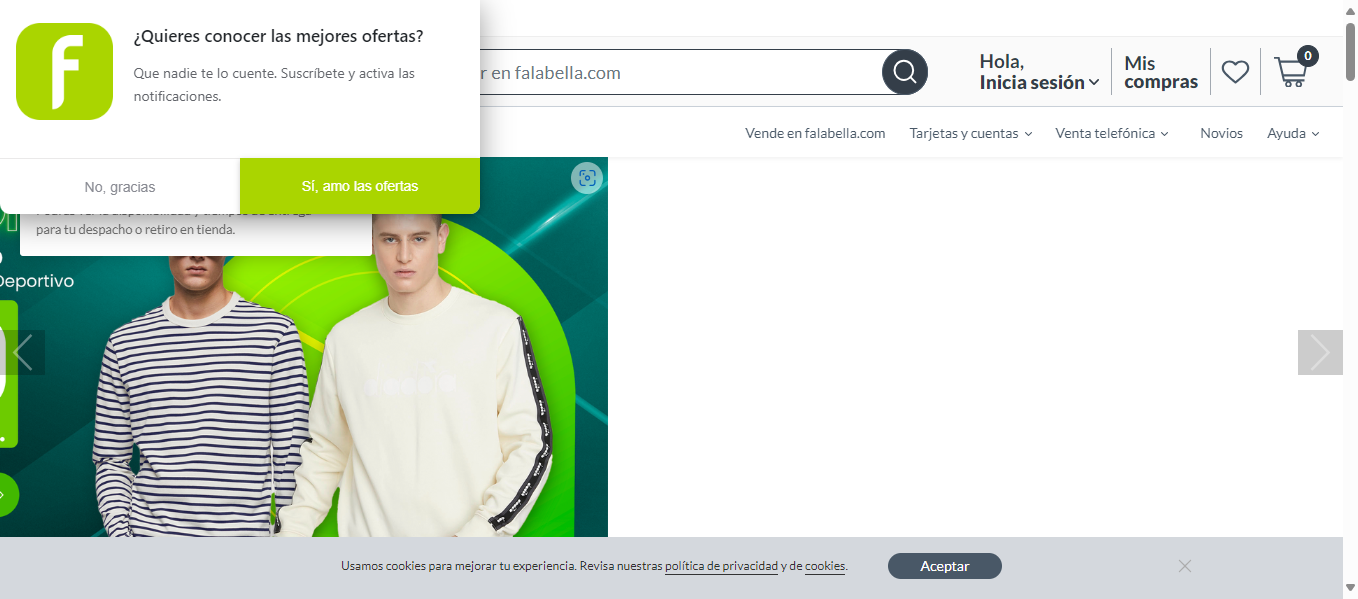 ¿Quieres conocer las mejores ofertas?
Que nadie te lo cuente. Suscríbete y activa las
notificaciones.
No, gracias
Sí, amo las ofertas
r en falabella.com
Hola,
Inicia sesión
Mis
compras
0
Vende en falabella.com
Tarjetas y cuentas
Venta telefónica
Novios
Ayuda
para tu despacho o retiro en tienda.
Deportivo
Usamos cookies para mejorar tu experiencia. Revisa nuestras política de privacidad y de cookies.
Aceptar